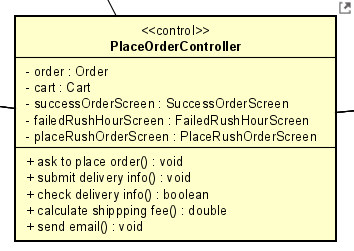 <<control>>
PlaceOrderController
- order : Order
- cart : Cart
- successOrderScreen : SuccessOrderScreen
- failedRushHourScreen : FailedRushHourScreen
- placeRushOrderScreen : PlaceRushOrderScreen
+ ask to place order() : void
+ submit delivery info() : void
+ check delivery info() : boolean
+ calculate shippping fee() : double
+ send email() : void